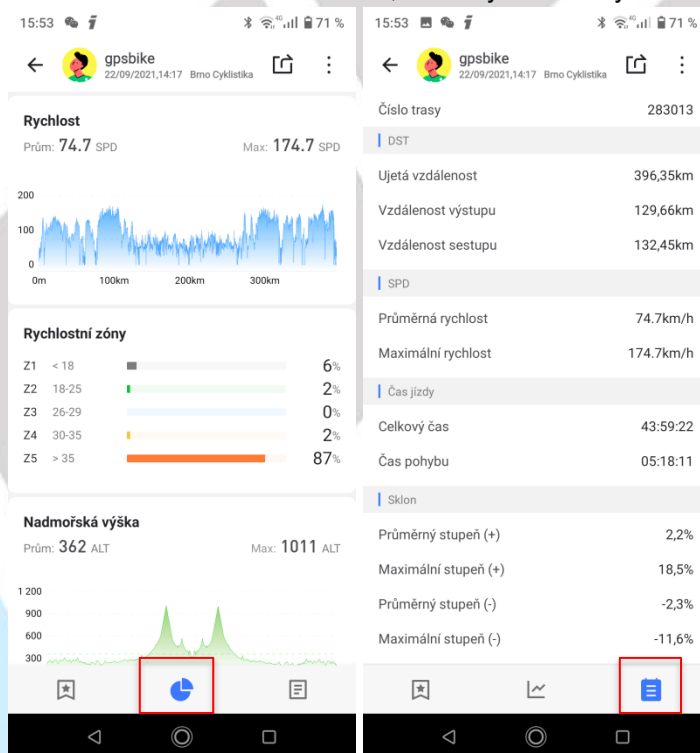 15:53 4G 71 %
gpsbike
22/09/2021,14:17 Brno Cyklistika
Rychlost
Prům: 74.7 SPD Max: 174.7 SPD
200
100
0
0m 100km 200km 300km
Rychlostní zóny
Z1 < 18 6%
Z2 18-25 2%
Z3 26-29 0%
Z4 30-35 2%
Z5 > 35 87%
Nadmořská výška
Prům: 362 ALT Max: 1011 ALT
1 200
900
600
300
15:53 4G 71 %
gpsbike
22/09/2021,14:17 Brno Cyklistika
Číslo trasy 283013
DST
Ujetá vzdálenost 396,35km
Vzdálenost výstupu 129,66km
Vzdálenost sestupu 132,45km
SPD
Průměrná rychlost 74.7km/h
Maximální rychlost 174.7km/h
Čas jízdy
Celkový čas 43:59:22
Čas pohybu 05:18:11
Sklon
Průměrný stupeň (+) 2,2%
Maximální stupeň (+) 18,5%
Průměrný stupeň (-) -2,3%
Maximální stupeň (-) -11,6%